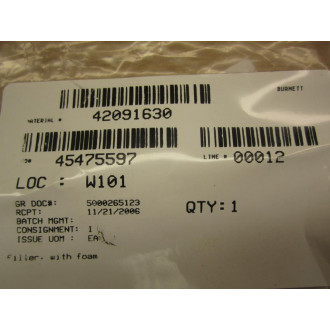 BURNETT
MATERIAL #
42091630
45475597
LINE # 00012
LOC : W101
GR DOC#: 5000265123
RCPT: 11/21/2006
QTY: 1
BATCH MGMT:
CONSIGNMENT: 1
ISSUE UOM : EA
Filler, with foam